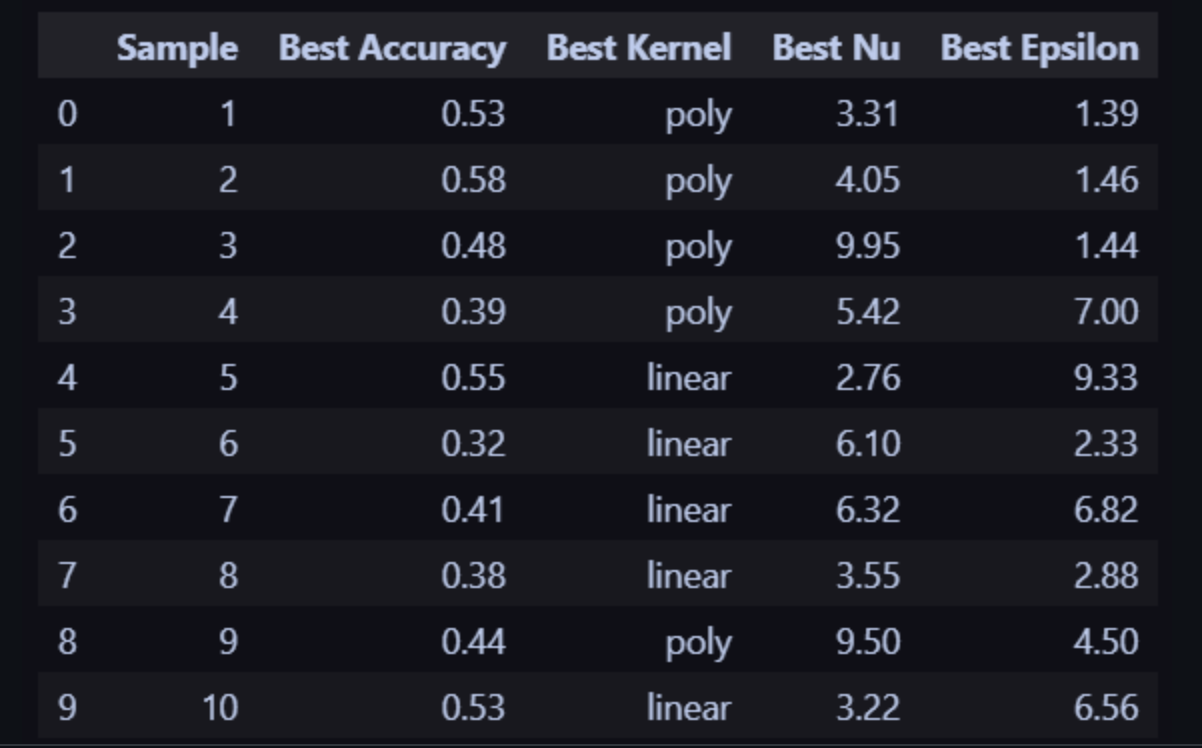 Sample Best Accuracy Best Kernel Best Nu Best Epsilon
0 1 0.53 poly 3.31 1.39
1 2 0.58 poly 4.05 1.46
2 3 0.48 poly 9.95 1.44
3 4 0.39 poly 5.42 7.00
4 5 0.55 linear 2.76 9.33
5 6 0.32 linear 6.10 2.33
6 7 0.41 linear 6.32 6.82
7 8 0.38 linear 3.55 2.88
8 9 0.44 poly 9.50 4.50
9 10 0.53 linear 3.22 6.56